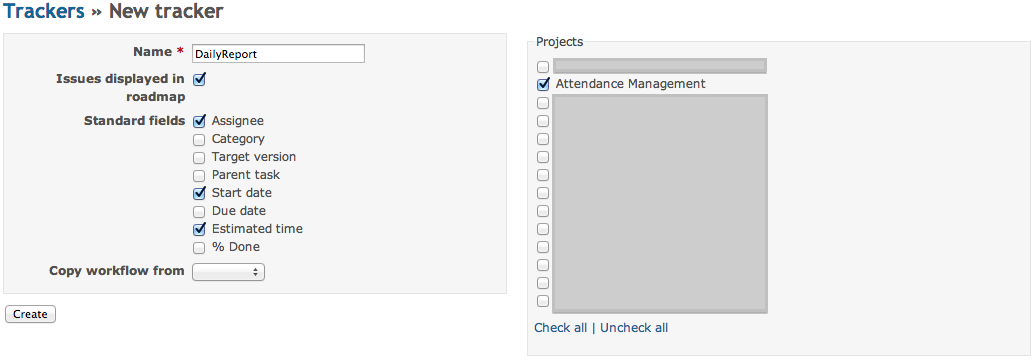 Trackers » New tracker
Name *
DailyReport
Issues displayed in
roadmap
Standard fields
Assignee
Category
Target version
Parent task
Start date
Due date
Estimated time
% Done
Copy workflow from
Create
Projects
Attendance Management
Check all | Uncheck all